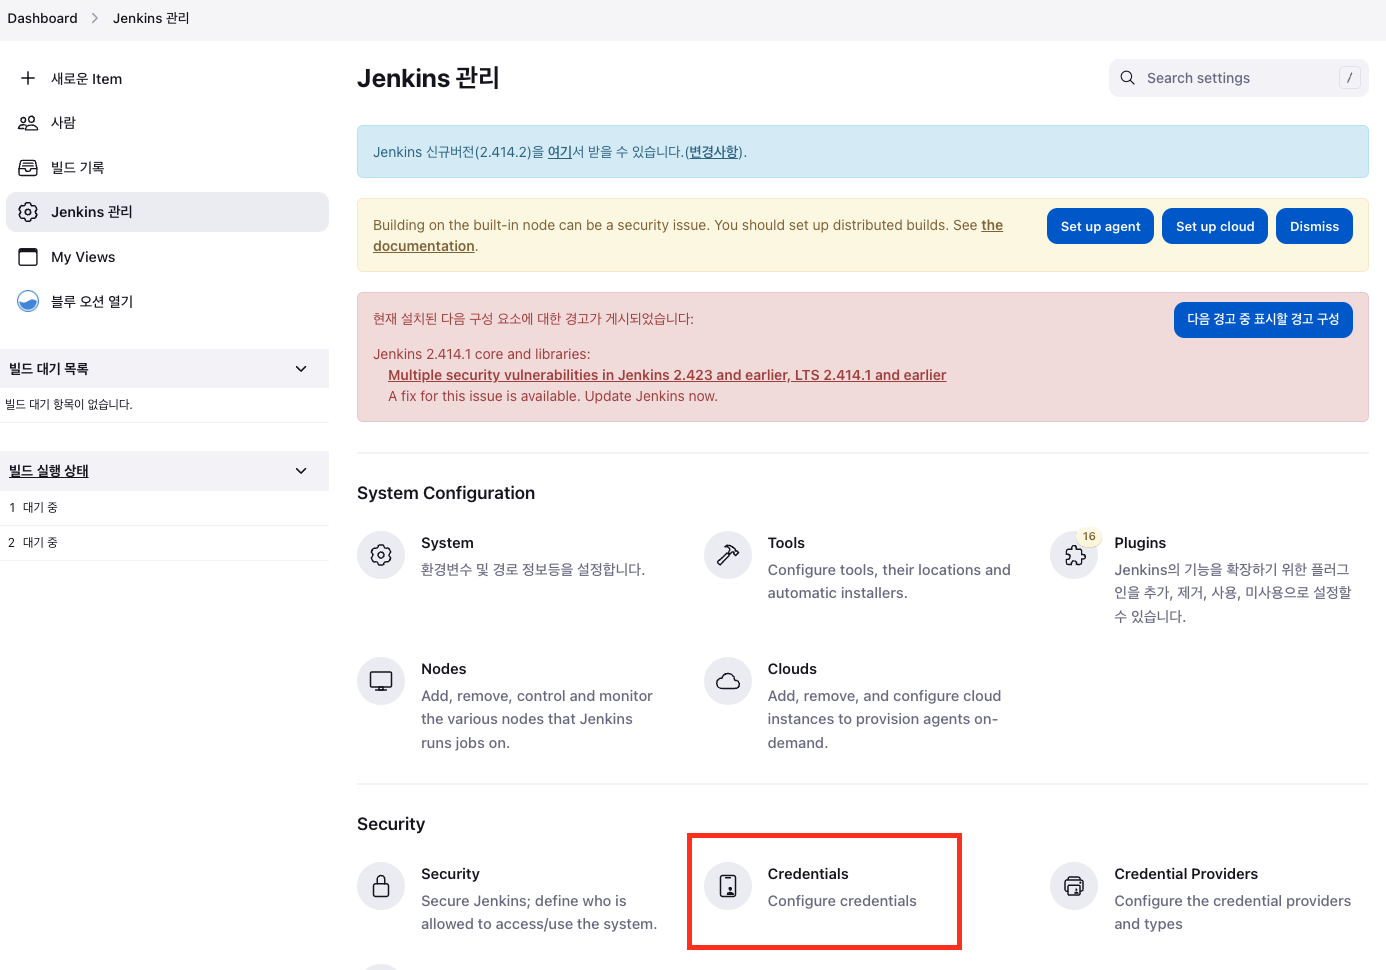 Dashboard > Jenkins 관리
새로운 Item
사람
빌드 기록
Jenkins 관리
My Views
블루 오션 열기
빌드 대기 목록
빌드 대기 항목이 없습니다.
빌드 실행 상태
1 대기 중
2 대기 중
Jenkins 관리
Search settings /
Jenkins 신규버전(2.414.2)을 여기서 받을 수 있습니다.(변경사항).
Building on the built-in node can be a security issue. You should set up distributed builds. See the
documentation.
Set up agent
Set up cloud
Dismiss
현재 설치된 다음 구성 요소에 대한 경고가 게시되었습니다:
다음 경고 중 표시할 경고 구성
Jenkins 2.414.1 core and libraries:
Multiple security vulnerabilities in Jenkins 2.423 and earlier, LTS 2.414.1 and earlier
A fix for this issue is available. Update Jenkins now.
System Configuration
System
환경변수 및 경로 정보등을 설정합니다.
Tools
Configure tools, their locations and
automatic installers.
16
Plugins
Jenkins의 기능을 확장하기 위한 플러그
인을 추가, 제거, 사용, 미사용으로 설정할
수 있습니다.
Nodes
Add, remove, control and monitor
the various nodes that Jenkins
runs jobs on.
Clouds
Add, remove, and configure cloud
instances to provision agents on-
demand.
Security
Security
Secure Jenkins; define who is
allowed to access/use the system.
Credentials
Configure credentials
Credential Providers
Configure the credential providers
and types